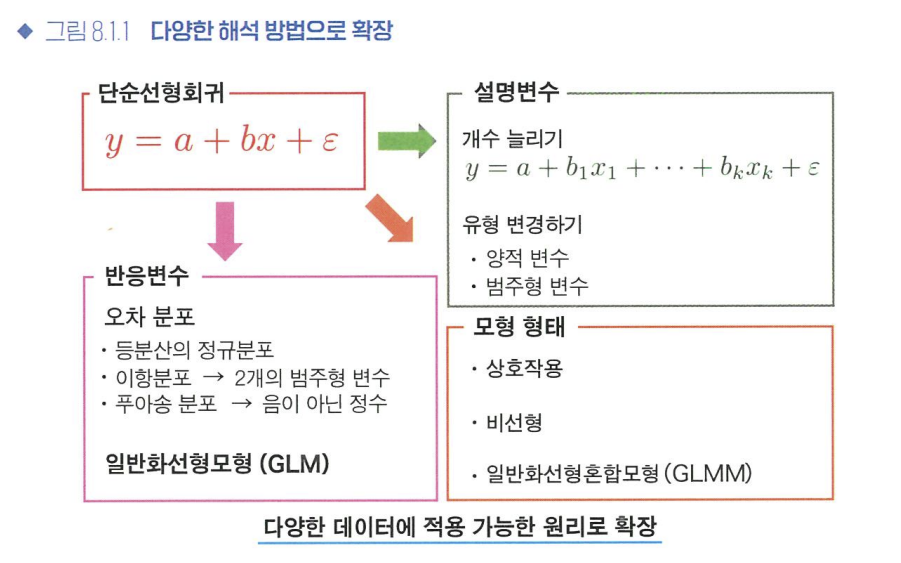 ◆ 그림 8.1.1 다양한 해석 방법으로 확장
단순선형회귀
y = a + bx + ε
설명변수
개수 늘리기
y = a + b₁x₁ + ⋯ + bₖxₖ + ε
유형 변경하기
· 양적 변수
· 범주형 변수
반응변수
오차 분포
· 등분산의 정규분포
· 이항분포 → 2개의 범주형 변수
· 푸아송 분포 → 음이 아닌 정수
일반화선형모형 (GLM)
모형 형태
· 상호작용
· 비선형
· 일반화선형혼합모형 (GLMM)
다양한 데이터에 적용 가능한 원리로 확장